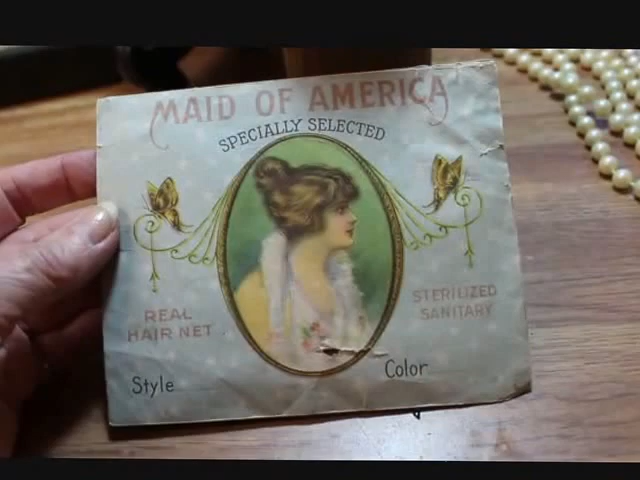 MAID OF AMERICA
SPECIALLY SELECTED
REAL
HAIR NET
STERILIZED
SANITARY
Style
Color